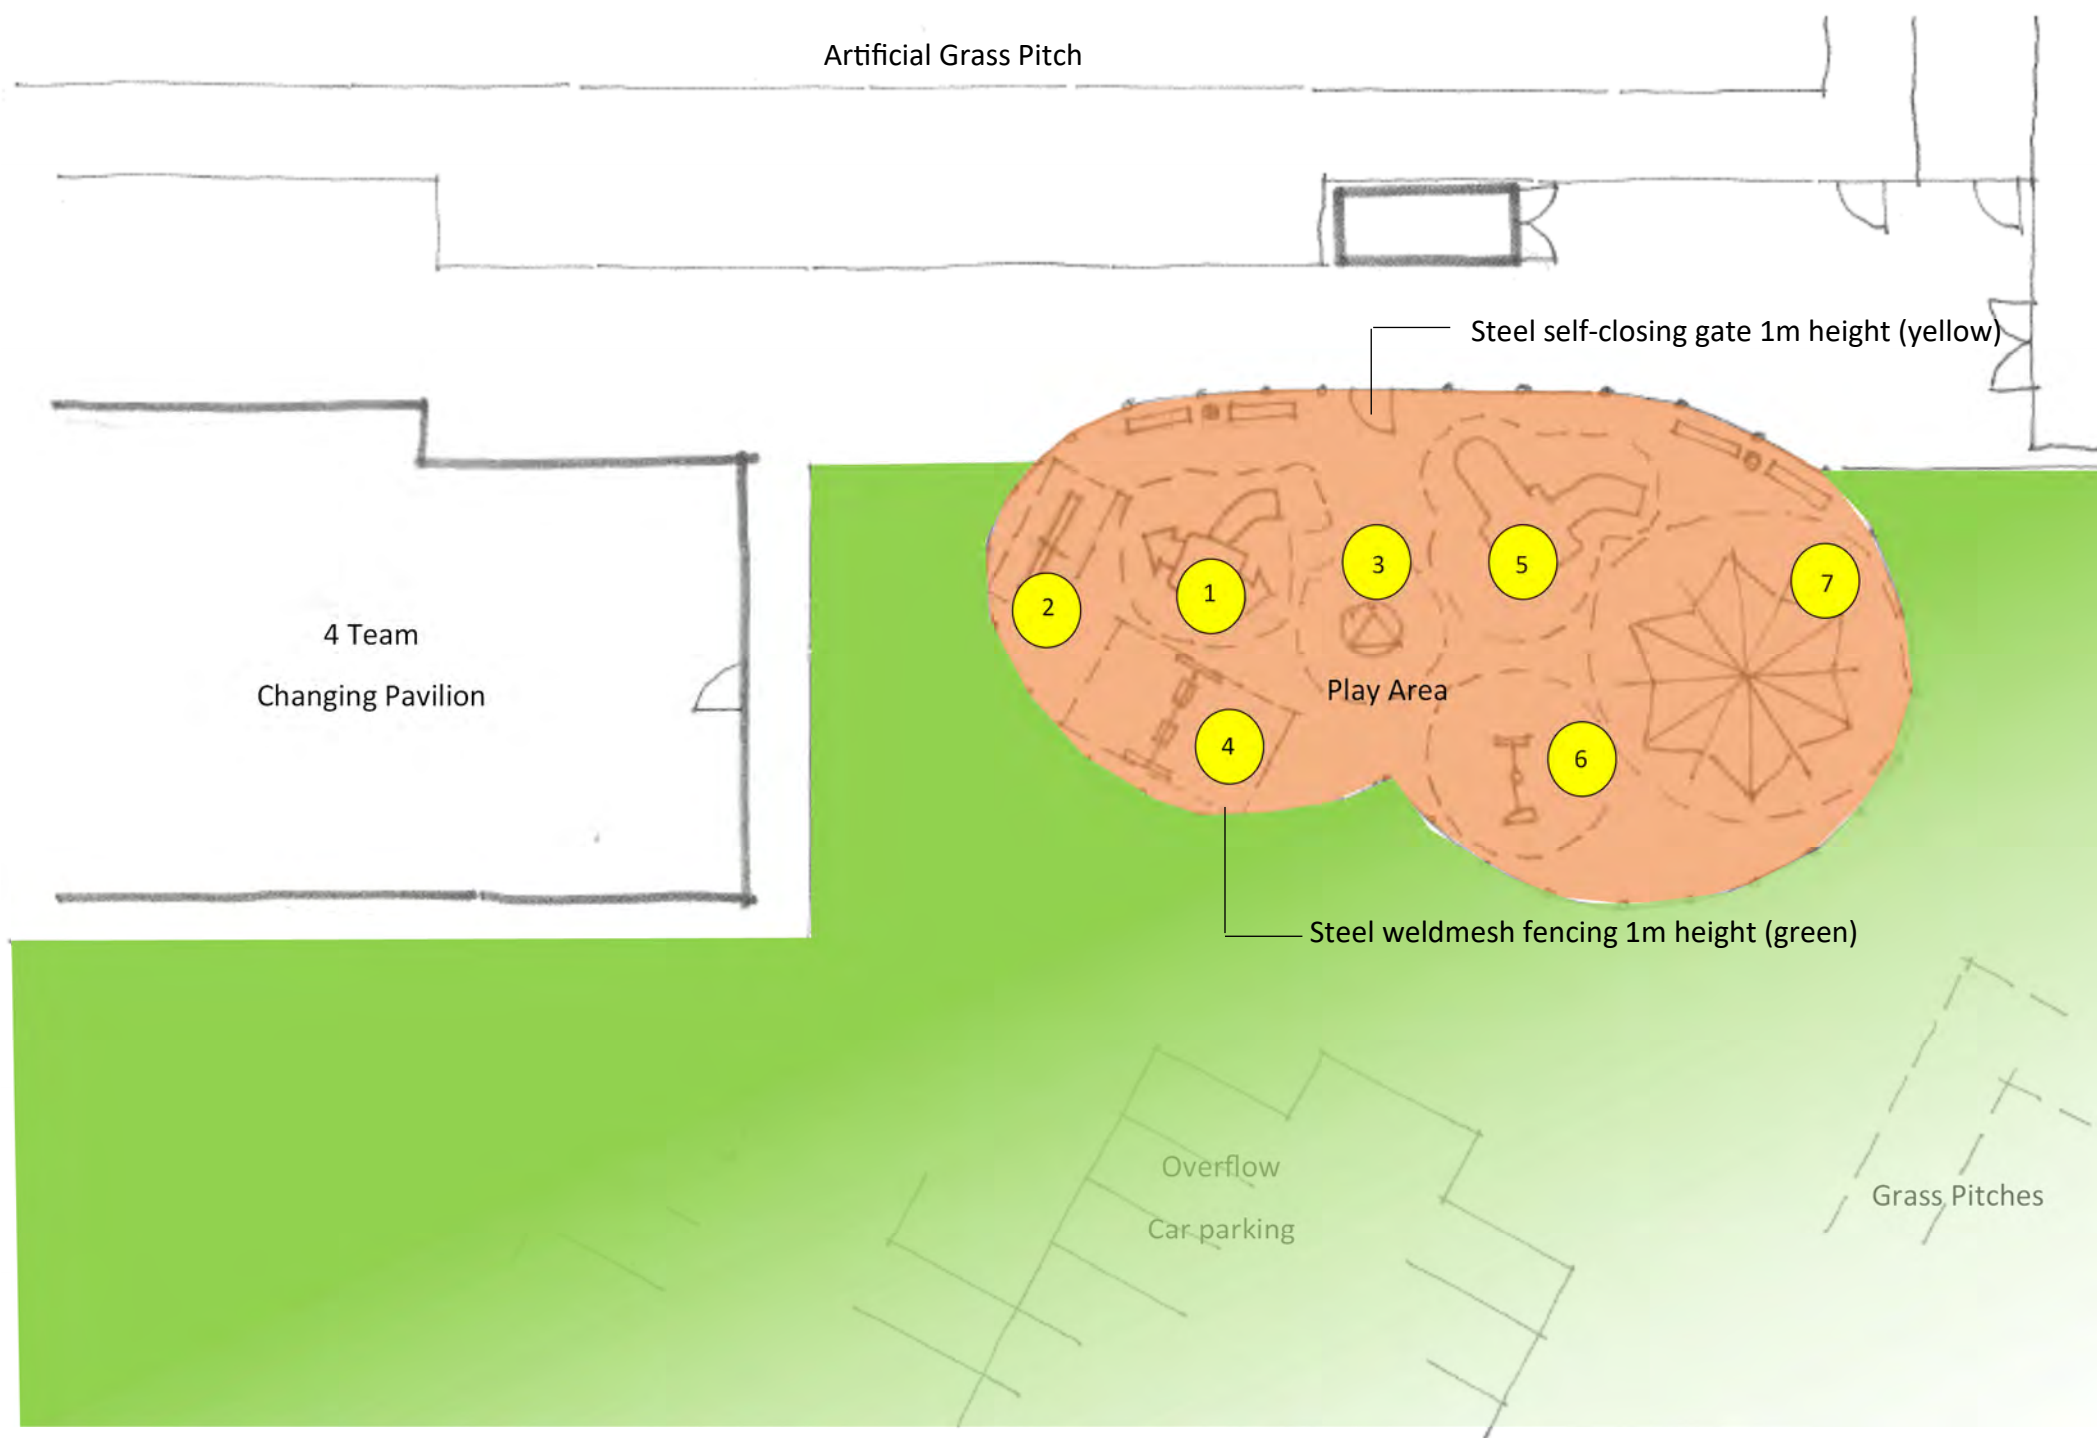 Artificial Grass Pitch
Steel self-closing gate 1m height (yellow)
3
5
7
1
2
4 Team
Changing Pavilion
Play Area
4
6
Steel weldmesh fencing 1m height (green)
Overflow
Car parking
Grass Pitches